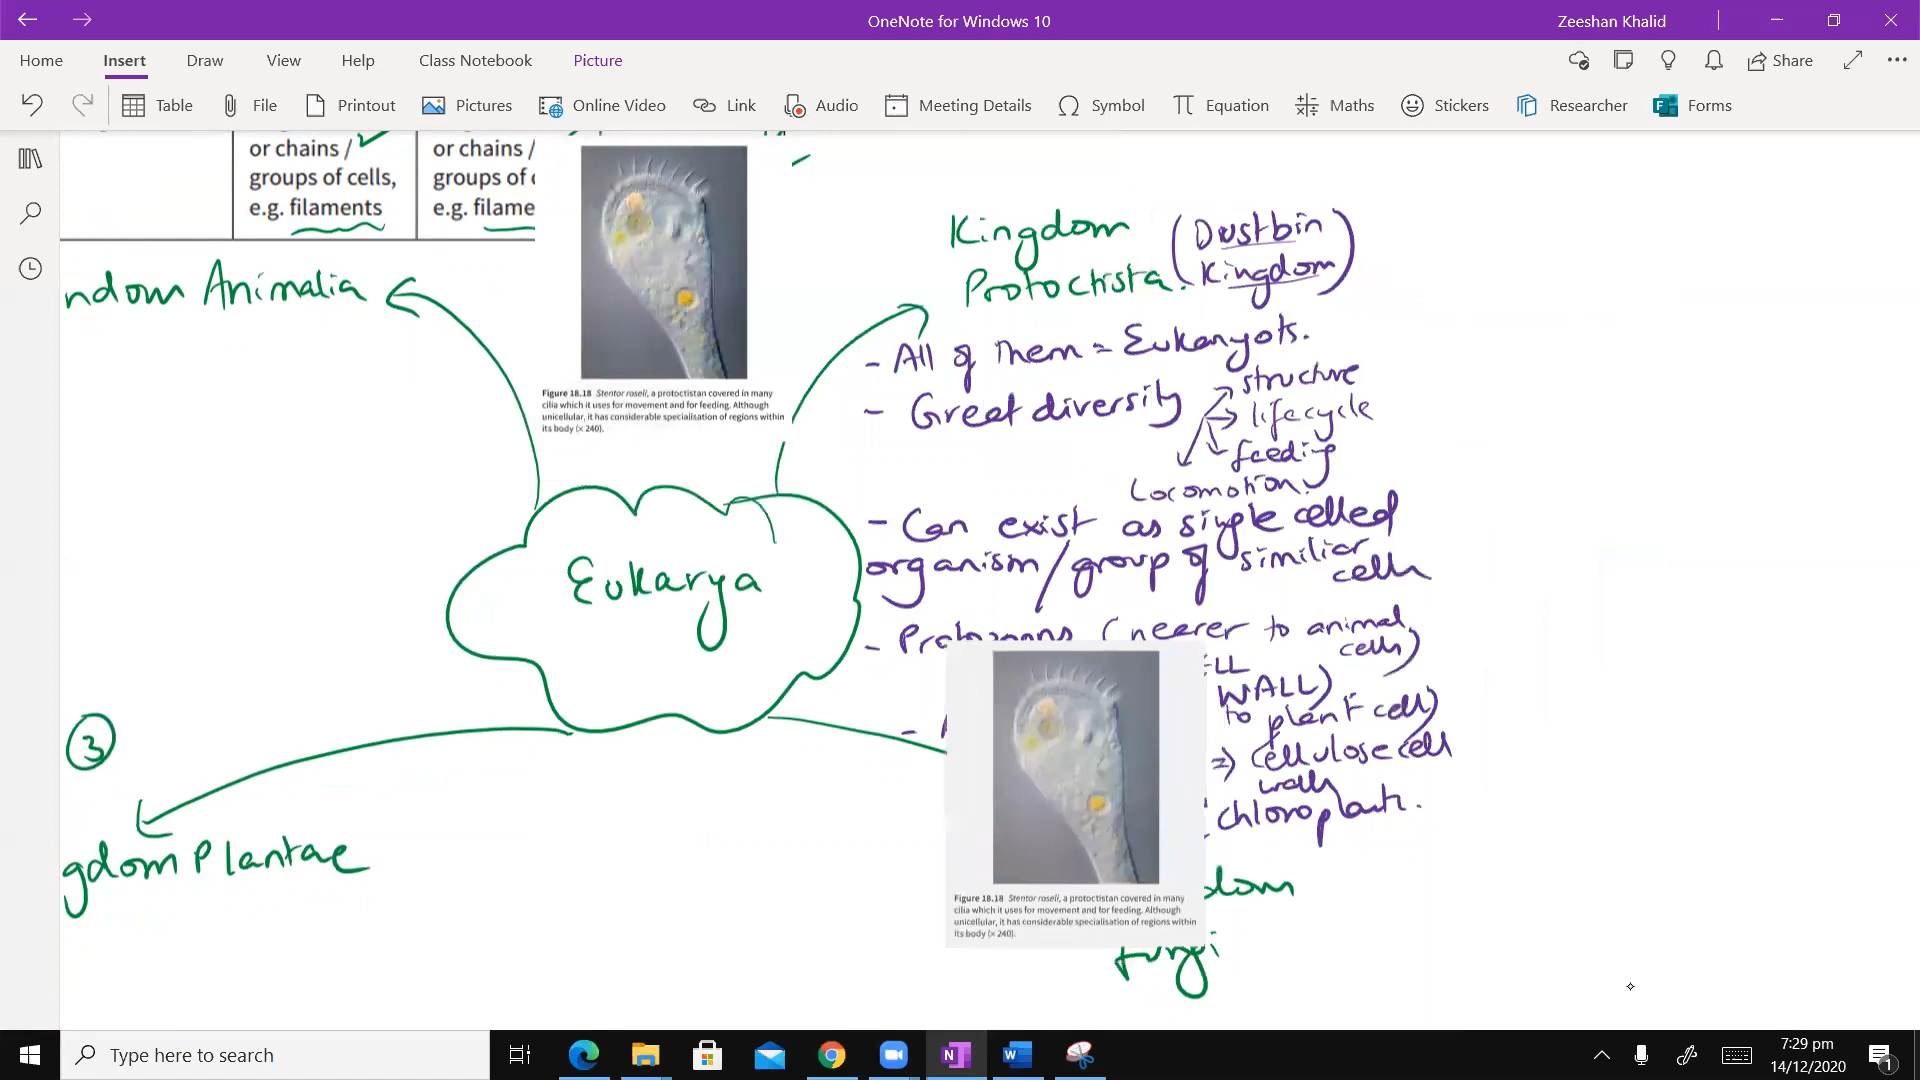 OneNote for Windows 10
Zeeshan Khalid
Home Insert Draw View Help Class Notebook Picture
Share
Table File Printout Pictures Online Video Link Audio Meeting Details Symbol Equation Maths Stickers Researcher Forms
or chains / or chains /
groups of cells, groups of
e.g. filaments e.g. filame
Figure 18.18 Stentor roseli, a protoctistan covered in many
cilia which it uses for movement and for feeding. Although
unicellular, it has considerable specialisation of regions within
its body (× 240).
ndom Animalia
Kingdom
Protoctista.
(Dustbin
Kingdom)
- All of them = Eukaryots.
- Great diversity
structure
lifecycle
feeding
Locomotion.
- Can exist as single celled
organism/group of similiar
cells
- Protozoans (nearer to animal
cells)
ELL
WALL)
to plant cell)
⇒ cellulose cell
walls
chloroplasts.
Eukarya
3
gdom Plantae
dom
fungi
Figure 18.18 Stentor roseli, a protoctistan covered in many
cilia which it uses for movement and for feeding. Although
unicellular, it has considerable specialisation of regions within
its body (× 240).
Type here to search
7:29 pm
14/12/2020
1